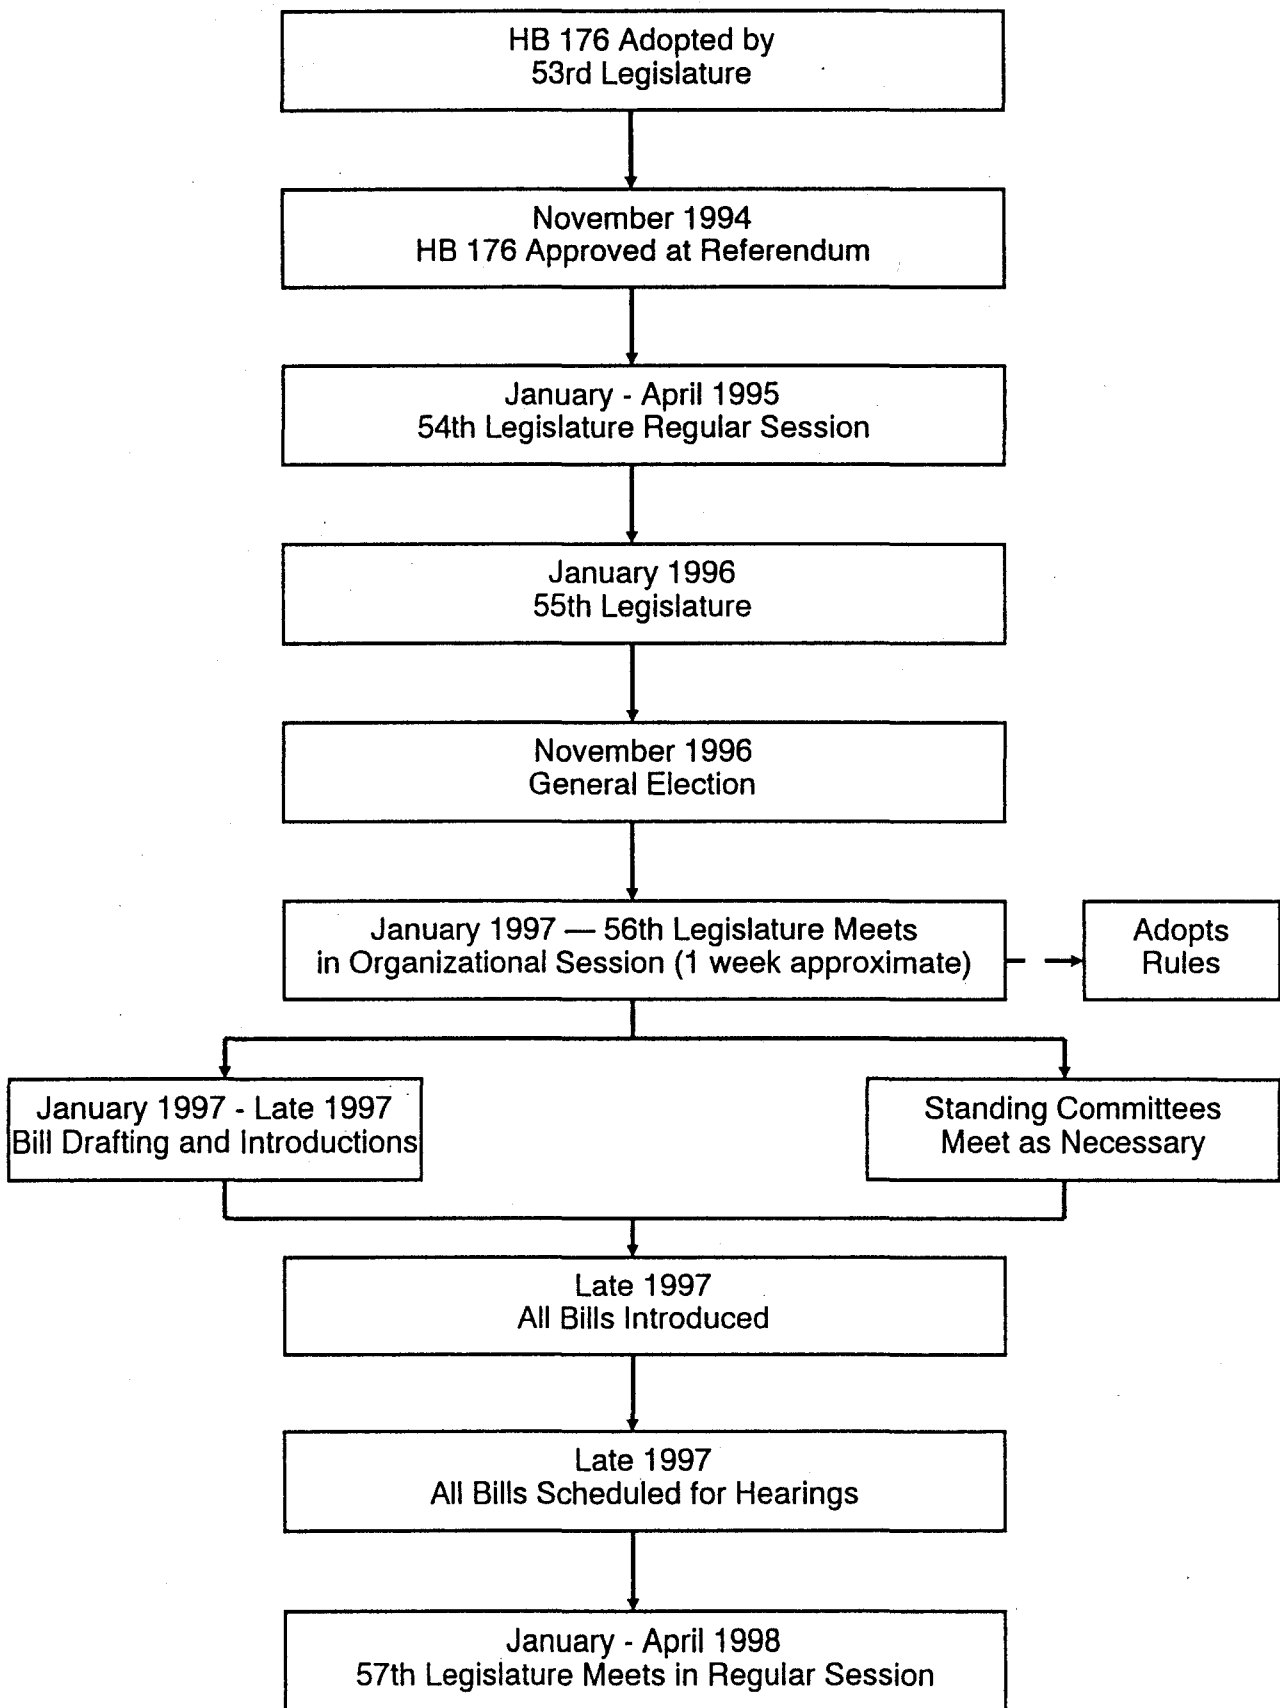 HB 176 Adopted by
53rd Legislature
November 1994
HB 176 Approved at Referendum
January - April 1995
54th Legislature Regular Session
January 1996
55th Legislature
November 1996
General Election
January 1997 — 56th Legislature Meets
in Organizational Session (1 week approximate)
Adopts
Rules
January 1997 - Late 1997
Bill Drafting and Introductions
Standing Committees
Meet as Necessary
Late 1997
All Bills Introduced
Late 1997
All Bills Scheduled for Hearings
January - April 1998
57th Legislature Meets in Regular Session